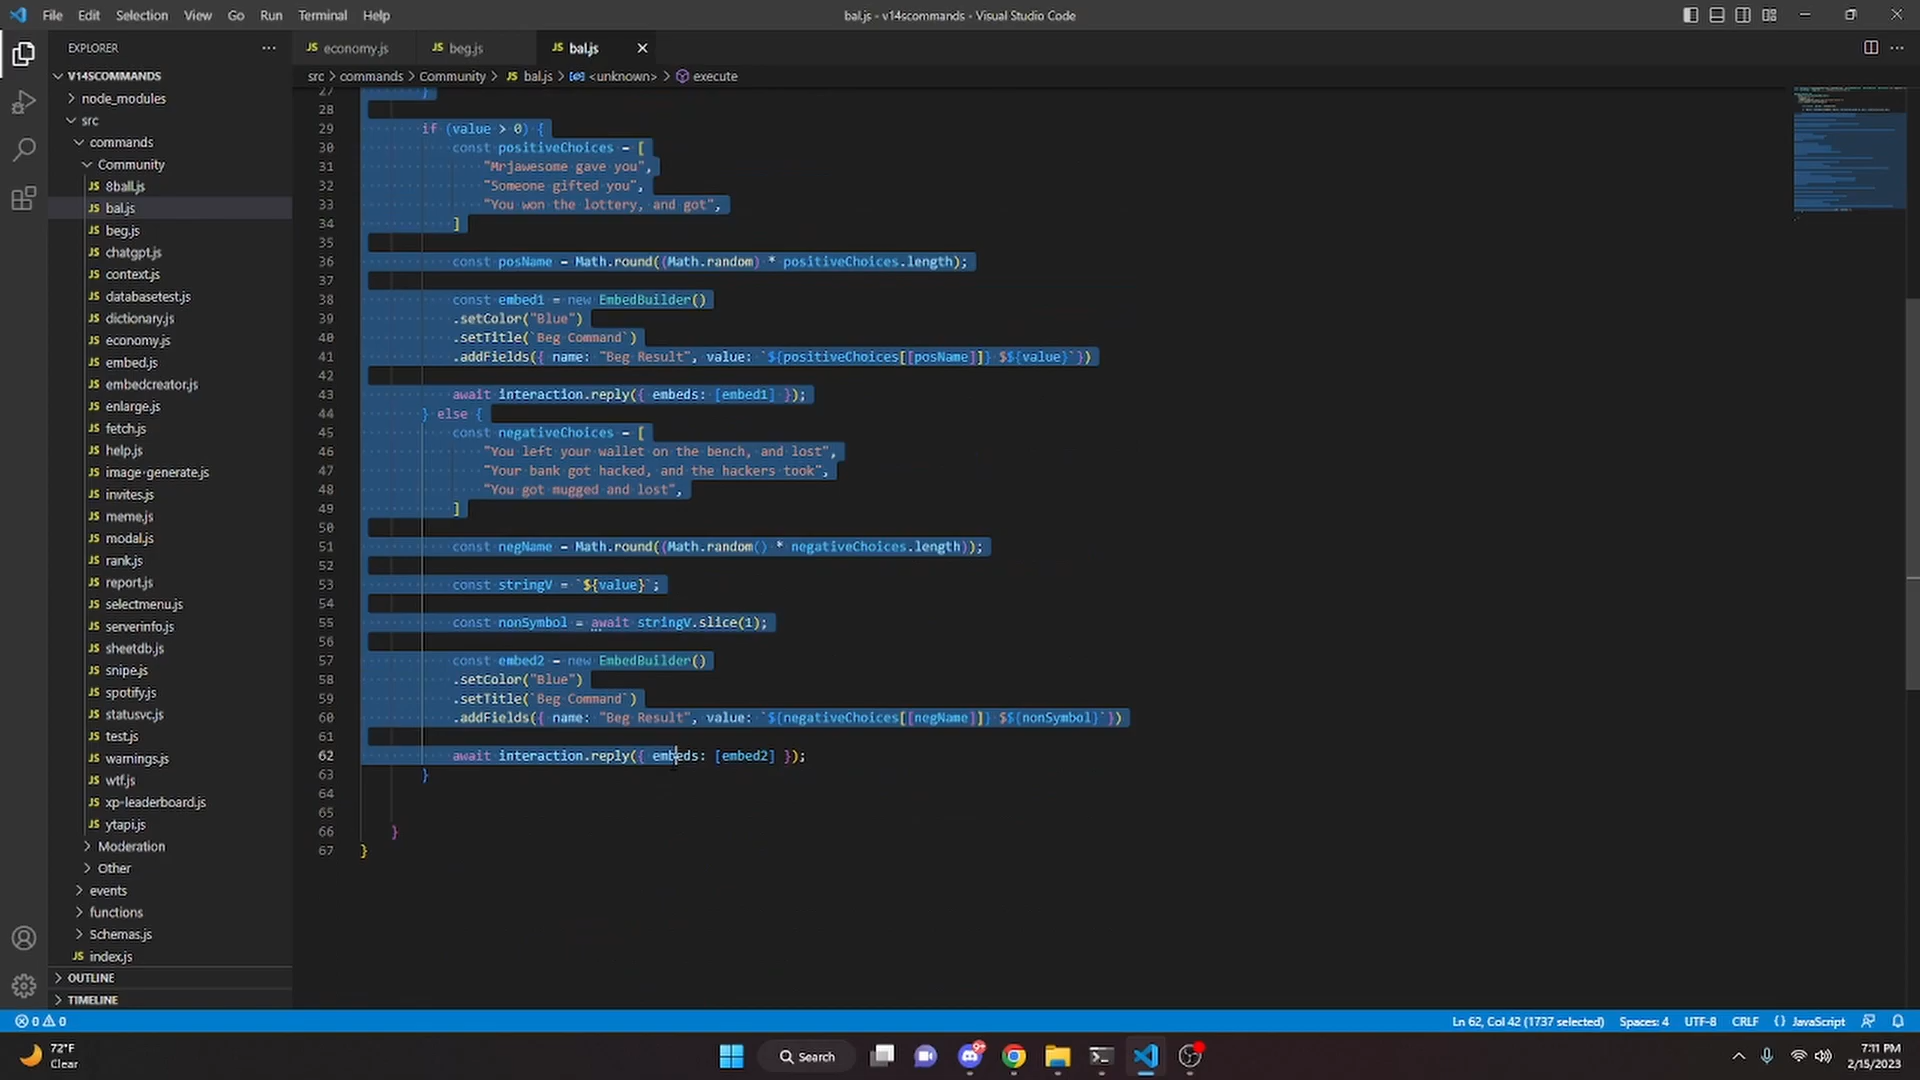 File Edit Selection View Go Run Terminal Help
bal.js - v14scommands - Visual Studio Code
EXPLORER
V14SCOMMANDS
node_modules
src
commands
Community
JS 8ball.js
JS bal.js
JS beg.js
JS chatgpt.js
JS context.js
JS databasetest.js
JS dictionary.js
JS economy.js
JS embed.js
JS embedcreator.js
JS enlarge.js
JS fetch.js
JS help.js
JS image-generate.js
JS invites.js
JS meme.js
JS modal.js
JS rank.js
JS report.js
JS selectmenu.js
JS serverinfo.js
JS sheetdb.js
JS snipe.js
JS spotify.js
JS statusvc.js
JS test.js
JS warnings.js
JS wtf.js
JS xp-leaderboard.js
JS ytapi.js
Moderation
Other
events
functions
Schemas.js
JS index.js
OUTLINE
TIMELINE
JS economy.js
JS beg.js
JS bal.js
src > commands > Community > JS bal.js > <unknown> > execute
27 }
28
29 if (value > 0) {
30 const positiveChoices = [
31 "Mrjawesome gave you",
32 "Someone gifted you",
33 "You won the lottery, and got",
34 ]
35
36 const posName = Math.round((Math.random) * positiveChoices.length);
37
38 const embed1 = new EmbedBuilder()
39 .setColor("Blue")
40 .setTitle(`Beg Command`)
41 .addFields({ name: "Beg Result", value: `${positiveChoices[[posName]]} $${value}`})
42
43 await interaction.reply({ embeds: [embed1] });
44 } else {
45 const negativeChoices = [
46 "You left your wallet on the bench, and lost",
47 "Your bank got hacked, and the hackers took",
48 "You got mugged and lost",
49 ]
50
51 const negName = Math.round((Math.random() * negativeChoices.length));
52
53 const stringV = `${value}`;
54
55 const nonSymbol = await stringV.slice(1);
56
57 const embed2 = new EmbedBuilder()
58 .setColor("Blue")
59 .setTitle(`Beg Command`)
60 .addFields({ name: "Beg Result", value: `${negativeChoices[[negName]]} $${nonSymbol}`})
61
62 await interaction.reply({ embeds: [embed2] });
63 }
64
65
66 }
67 }
0 0
Ln 62, Col 42 (1737 selected) Spaces: 4 UTF-8 CRLF {} JavaScript
72°F
Clear
Search
9+
7:11 PM
2/15/2023